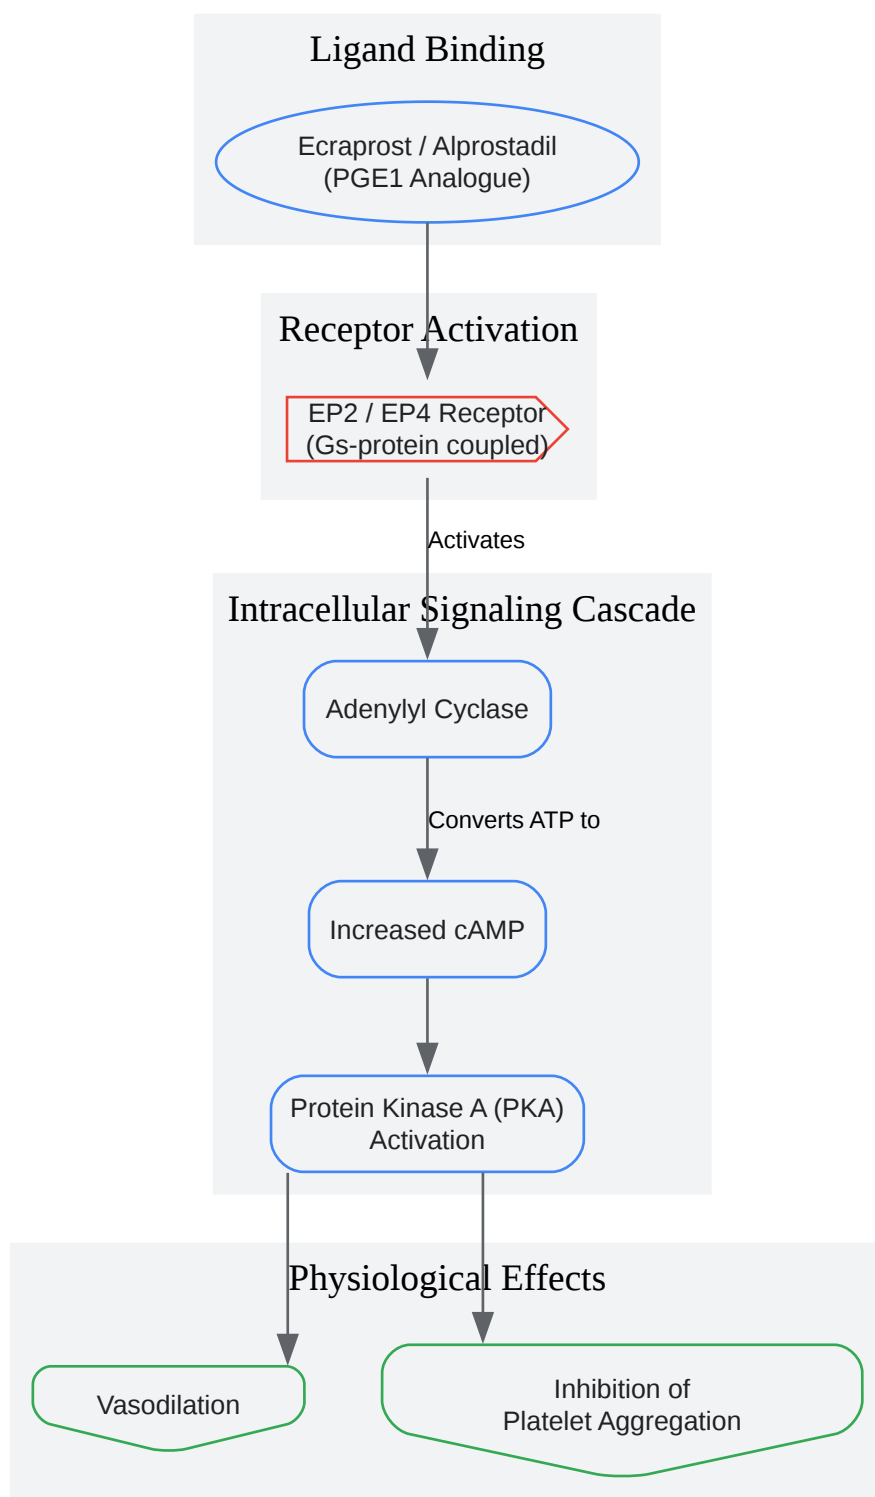 Ligand Binding
Ecraprost / Alprostadil
(PGE1 Analogue)
Receptor Activation
EP2 / EP4 Receptor
(Gs-protein coupled)
Activates
Intracellular Signaling Cascade
Adenylyl Cyclase
Converts ATP to
Increased cAMP
Protein Kinase A (PKA)
Activation
Physiological Effects
Vasodilation
Inhibition of
Platelet Aggregation